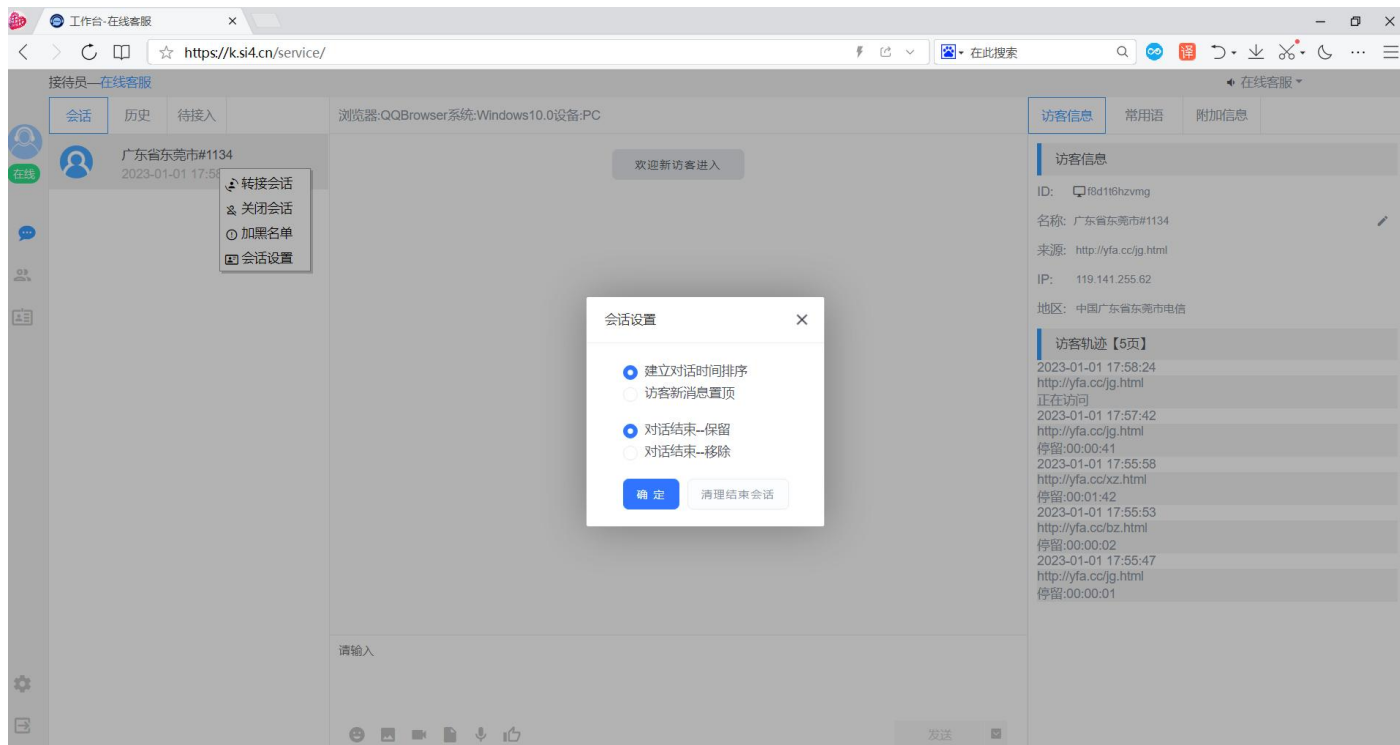 工作台-在线客服
https://k.si4.cn/service/
在此搜索
译
接待员—在线客服
在线客服
会话 历史 待接入
浏览器:QQBrowser系统:Windows10.0设备:PC
访客信息 常用语 附加信息
在线
广东省东莞市#1134
2023-01-01 17:58
转接会话
关闭会话
加黑名单
会话设置
欢迎新访客进入
会话设置
建立对话时间排序
访客新消息置顶
对话结束--保留
对话结束--移除
确 定
清理结束会话
请输入
发送
访客信息
ID: f8d1t6hzvmg
名称: 广东省东莞市#1134
来源: http://yfa.cc/jg.html
IP: 119.141.255.62
地区: 中国广东省东莞市电信
访客轨迹【5页】
2023-01-01 17:58:24
http://yfa.cc/jg.html
正在访问
2023-01-01 17:57:42
http://yfa.cc/jg.html
停留:00:00:41
2023-01-01 17:55:58
http://yfa.cc/xz.html
停留:00:01:42
2023-01-01 17:55:53
http://yfa.cc/bz.html
停留:00:00:02
2023-01-01 17:55:47
http://yfa.cc/jg.html
停留:00:00:01